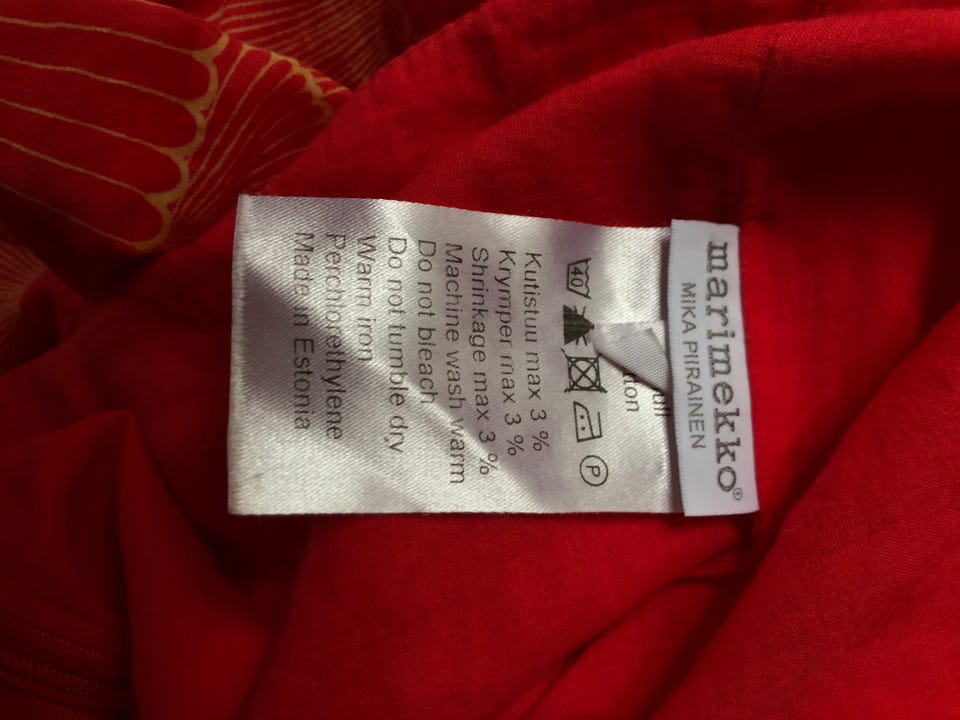 marimekko®
MIKA PIIRAINEN
40
P
Kutistuu max 3 %
Krymper max 3 %
Shrinkage max 3 %
Machine wash warm
Do not bleach
Do not tumble dry
Warm iron
Perchlorethylene
Made in Estonia